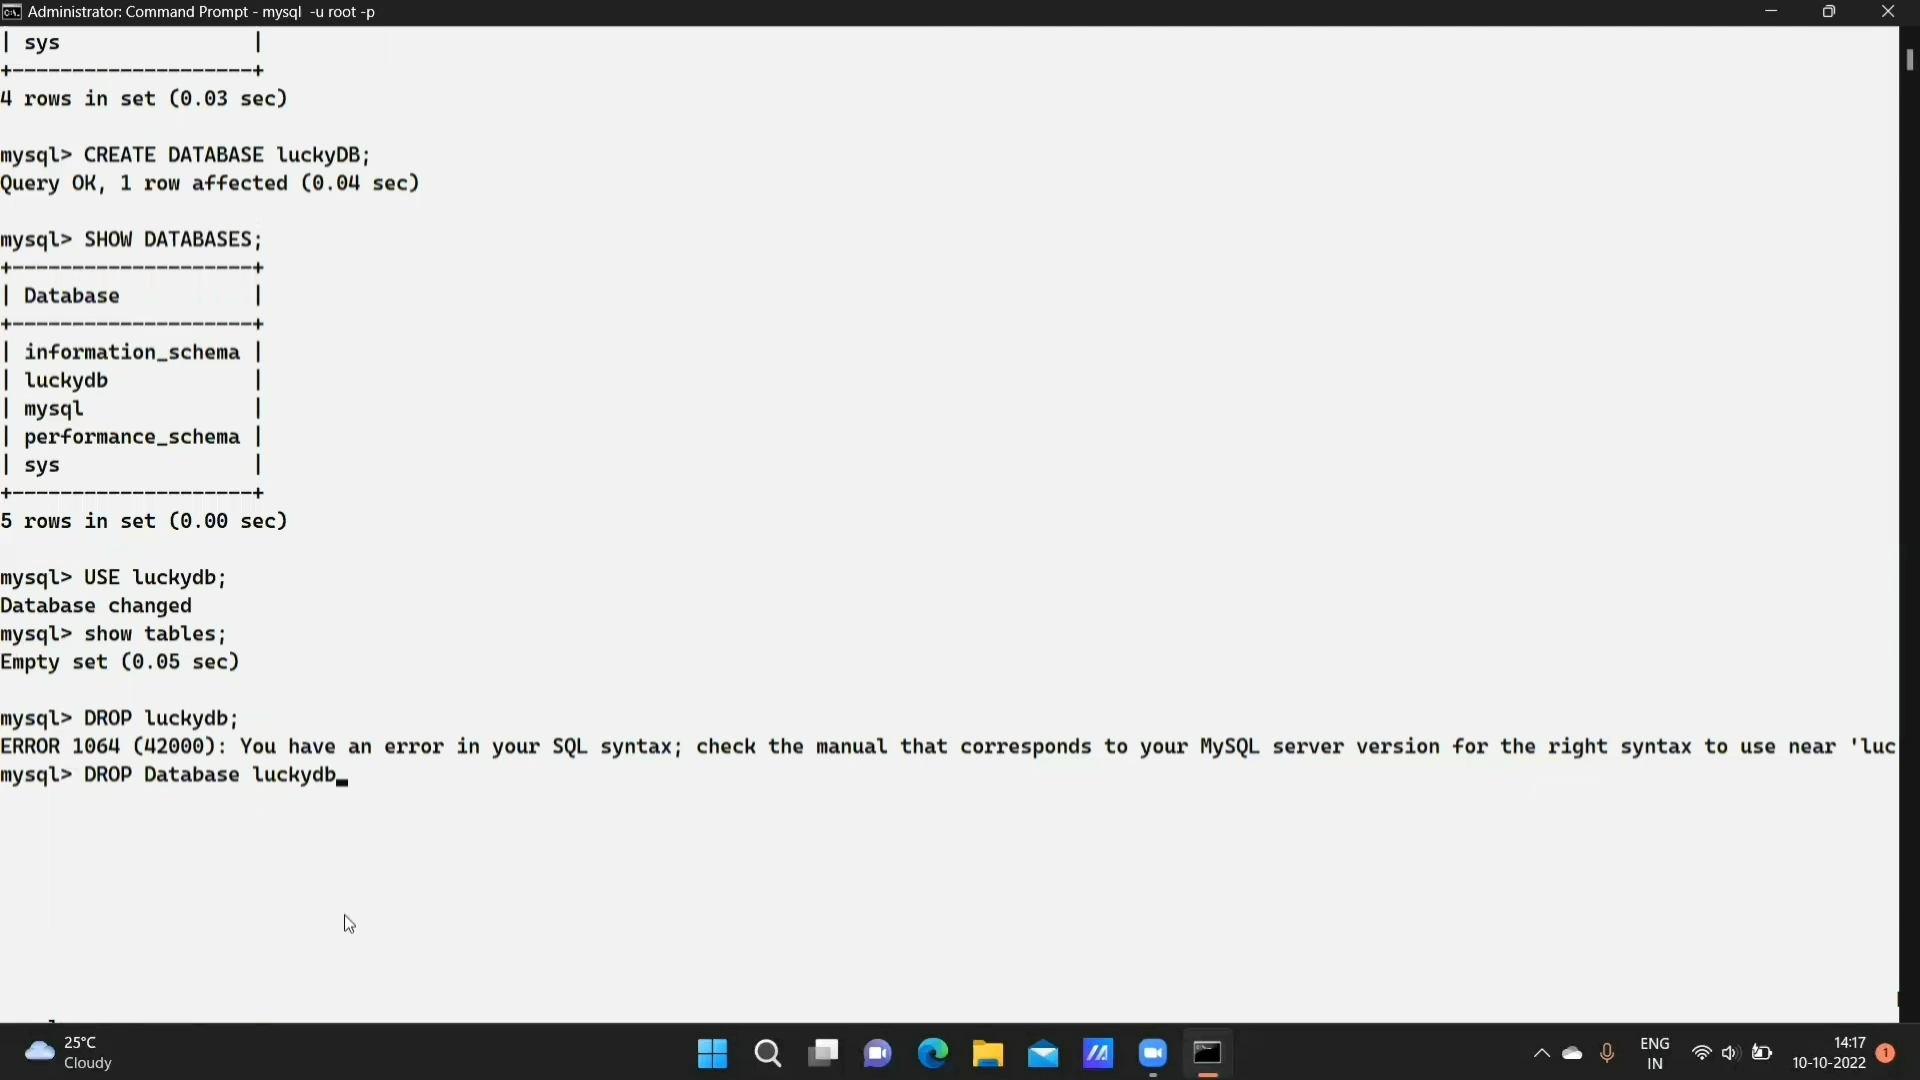 Administrator: Command Prompt - mysql -u root -p
| sys                |
+--------------------+
4 rows in set (0.03 sec)
mysql> CREATE DATABASE luckyDB;
Query OK, 1 row affected (0.04 sec)
mysql> SHOW DATABASES;
+--------------------+
| Database           |
+--------------------+
| information_schema |
| luckydb            |
| mysql              |
| performance_schema |
| sys                |
+--------------------+
5 rows in set (0.00 sec)
mysql> USE luckydb;
Database changed
mysql> show tables;
Empty set (0.05 sec)
mysql> DROP luckydb;
ERROR 1064 (42000): You have an error in your SQL syntax; check the manual that corresponds to your MySQL server version for the right syntax to use near 'luc
mysql> DROP Database luckydb
25°C
Cloudy
ENG
IN
14:17
10-10-2022
1